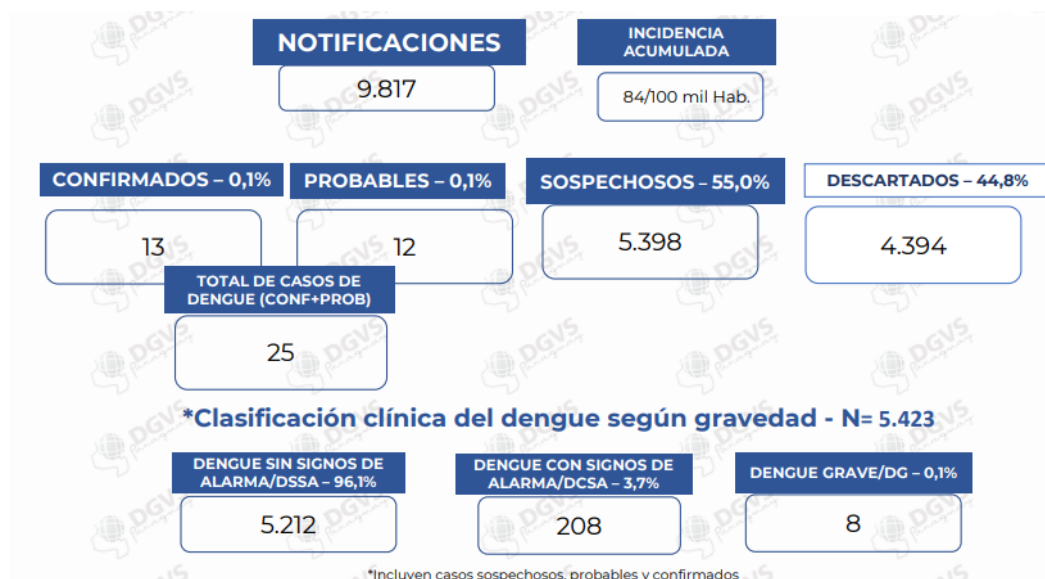 NOTIFICACIONES
9.817
INCIDENCIA
ACUMULADA
84/100 mil Hab.
CONFIRMADOS – 0,1%
13
PROBABLES – 0,1%
12
SOSPECHOSOS – 55,0%
5.398
DESCARTADOS – 44,8%
4.394
TOTAL DE CASOS DE
DENGUE (CONF+PROB)
25
*Clasificación clínica del dengue según gravedad - N= 5.423
DENGUE SIN SIGNOS DE
ALARMA/DSSA – 96,1%
5.212
DENGUE CON SIGNOS DE
ALARMA/DCSA – 3,7%
208
DENGUE GRAVE/DG – 0,1%
8
*Incluyen casos sospechosos, probables y confirmados
DGVS
Paraguay